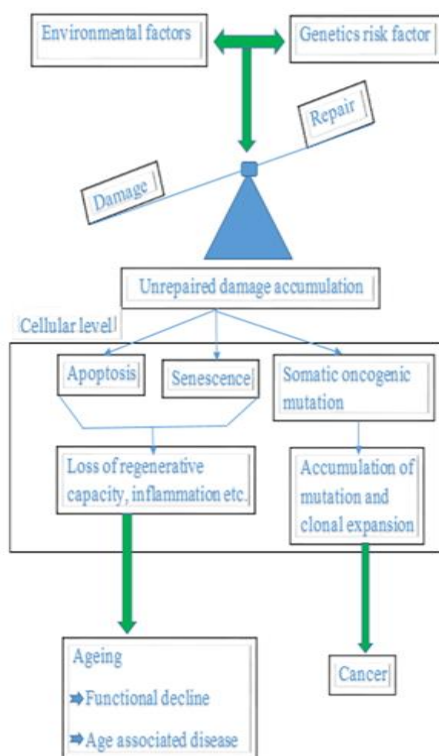 Environmental factors
Genetics risk factor
Repair
Damage
Unrepaired damage accumulation
Cellular level
Apoptosis
Senescence
Somatic oncogenic
mutation
Loss of regenerative
capacity, inflammation etc.
Accumulation of
mutation and
clonal expansion
Ageing
Functional decline
Age associated disease
Cancer